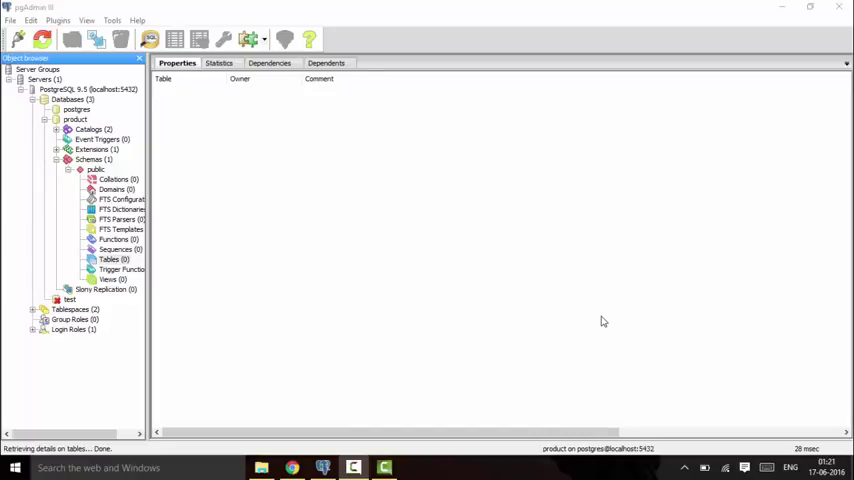 pgAdmin III
File Edit Plugins View Tools Help
Object browser
Server Groups
Servers (1)
PostgreSQL 9.5 (localhost:5432)
Databases (3)
postgres
product
Catalogs (2)
Event Triggers (0)
Extensions (1)
Schemas (1)
public
Collations (0)
Domains (0)
FTS Configurat
FTS Dictionaries
FTS Parsers (0)
FTS Templates
Functions (0)
Sequences (0)
Tables (0)
Trigger Functio
Views (0)
Slony Replication (0)
test
Tablespaces (2)
Group Roles (0)
Login Roles (1)
Properties Statistics Dependencies Dependents
Table Owner Comment
Retrieving details on tables... Done. product on postgres@localhost:5432 28 msec
Search the web and Windows
ENG
01:21
17-06-2016